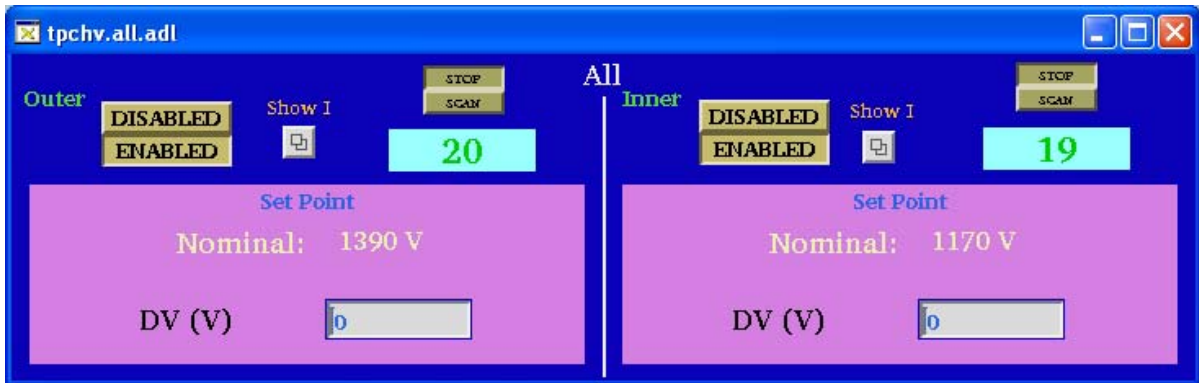 tpchv.all.adl
All
Outer
DISABLED
ENABLED
Show I
STOP
SCAN
20
Set Point
Nominal: 1390 V
DV (V) 0
Inner
DISABLED
ENABLED
Show I
STOP
SCAN
19
Set Point
Nominal: 1170 V
DV (V) 0